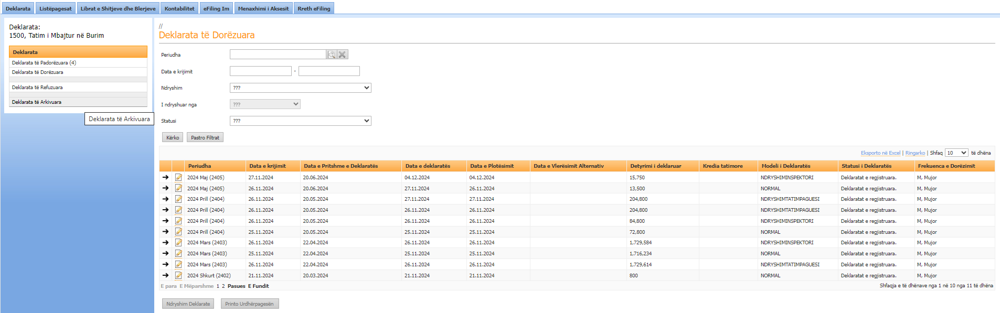 Deklarata Listëpagesat Librat e Shitjeve dhe Blerjeve Kontabilitet eFiling Im Menaxhimi i Aksesit Rreth eFiling
Deklarata:
1500, Tatim i Mbajtur në Burim
Deklarata
Deklarata të Padorëzuara (4)
Deklarata të Dorëzuara
Deklarata të Refuzuara
Deklarata të Arkivuara
Deklarata të Arkivuara
//
Deklarata të Dorëzuara
Periudha
Data e krijimit -
Ndryshim ???
I ndryshuar nga ???
Statusi ???
Kërko Pastro Filtrat
Eksporto në Excel | Ringarko | Shfaq 10 të dhëna
Periudha Data e krijimit Data e Pritshme e Deklaratës Data e deklaratës Data e Plotësimit Data e Vlerësimit Alternativ Detyrimi i deklaruar Kredia tatimore Modeli i Deklaratës Statusi i Deklaratës Frekuenca e Dorëzimit
2024 Maj (2405) 27.11.2024 20.06.2024 04.12.2024 04.12.2024 15,750 NDRYSHIMINSPEKTORI Deklaratat e regjistruara. M, Mujor
2024 Maj (2405) 26.11.2024 20.06.2024 27.11.2024 26.11.2024 13,500 NORMAL Deklaratat e regjistruara. M, Mujor
2024 Prill (2404) 26.11.2024 20.05.2024 27.11.2024 27.11.2024 204,800 NDRYSHIMTATIMPAGUESI Deklaratat e regjistruara. M, Mujor
2024 Prill (2404) 26.11.2024 20.05.2024 26.11.2024 26.11.2024 204,800 NDRYSHIMTATIMPAGUESI Deklaratat e regjistruara. M, Mujor
2024 Prill (2404) 26.11.2024 20.05.2024 26.11.2024 26.11.2024 84,800 NDRYSHIMINSPEKTORI Deklaratat e regjistruara. M, Mujor
2024 Prill (2404) 25.11.2024 20.05.2024 25.11.2024 25.11.2024 72,800 NORMAL Deklaratat e regjistruara. M, Mujor
2024 Mars (2403) 26.11.2024 22.04.2024 26.11.2024 26.11.2024 1,729,584 NDRYSHIMINSPEKTORI Deklaratat e regjistruara. M, Mujor
2024 Mars (2403) 25.11.2024 22.04.2024 25.11.2024 25.11.2024 1,716,234 NORMAL Deklaratat e regjistruara. M, Mujor
2024 Mars (2403) 26.11.2024 22.04.2024 26.11.2024 26.11.2024 1,729,614 NDRYSHIMTATIMPAGUESI Deklaratat e regjistruara. M, Mujor
2024 Shkurt (2402) 21.11.2024 20.03.2024 21.11.2024 21.11.2024 800 NORMAL Deklaratat e regjistruara. M, Mujor
E para E Mëparshme 1 2 Pasues E Fundit Shfaqja e të dhënave nga 1 në 10 nga 11 të dhëna
Ndryshim Deklarate Printo Urdhërpagesën